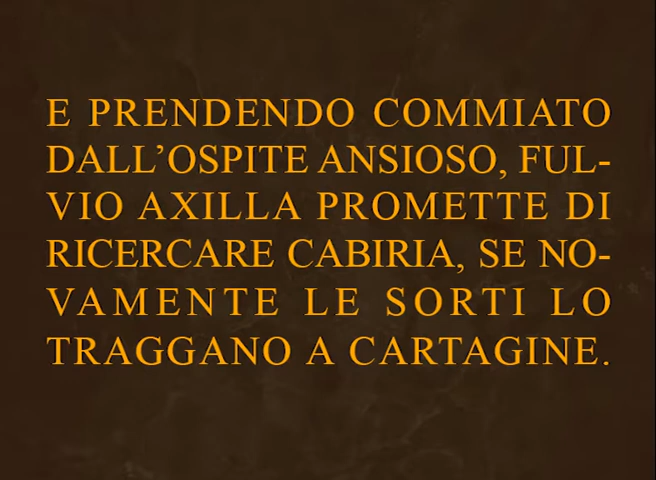 E PRENDENDO COMMIATO
DALL’OSPITE ANSIOSO, FUL-
VIO AXILLA PROMETTE DI
RICERCARE CABIRIA, SE NO-
VAMENTE LE SORTI LO
TRAGGANO A CARTAGINE.